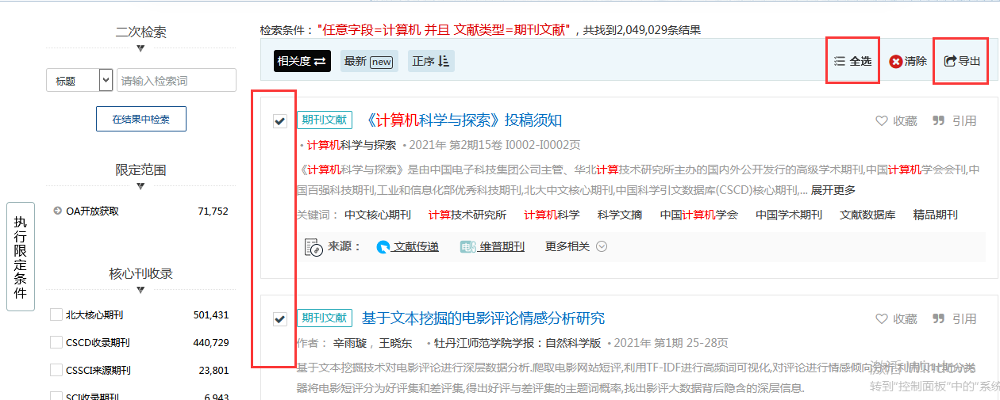 二次检索
标题
请输入检索词
在结果中检索
限定范围
OA开放获取 71,752
核心刊收录
北大核心期刊 501,431
CSCD收录期刊 440,729
CSSCI来源期刊 23,801
SCI收录期刊 6,943
执行限定条件
检索条件："任意字段=计算机 并且 文献类型=期刊文献"，共找到2,049,029条结果
相关度 最新 new 正序 全选 清除 导出
期刊文献 《计算机科学与探索》投稿须知 收藏 引用
•计算机科学与探索 •2021年 第2期15卷 I0002-I0002页
《计算机科学与探索》是由中国电子科技集团公司主管、华北计算技术研究所主办的国内外公开发行的高级学术期刊,中国计算机学会会刊,中
国百强科技期刊,工业和信息化部优秀科技期刊,北大中文核心期刊,中国科学引文数据库(CSCD)核心期刊,... 展开更多
关键词： 中文核心期刊 计算技术研究所 计算机科学 科学文摘 中国计算机学会 中国学术期刊 文献数据库 精品期刊
来源： 文献传递 维普期刊 更多相关
期刊文献 基于文本挖掘的电影评论情感分析研究 收藏 引用
作者： 辛雨璇，王晓东 •牡丹江师范学院学报：自然科学版 •2021年 第1期 25-28页
基于文本挖掘技术对电影评论进行深层数据分析.爬取电影网站短评,利用TF-IDF进行高频词可视化,对评论进行情感倾向分析.利用贝叶斯分类
器将电影短评分为好评集和差评集,得出好评与差评集的主题词概率,找出影评大数据背后隐含的深层信息.
激活 Windows
转到"控制面板"中的"系统